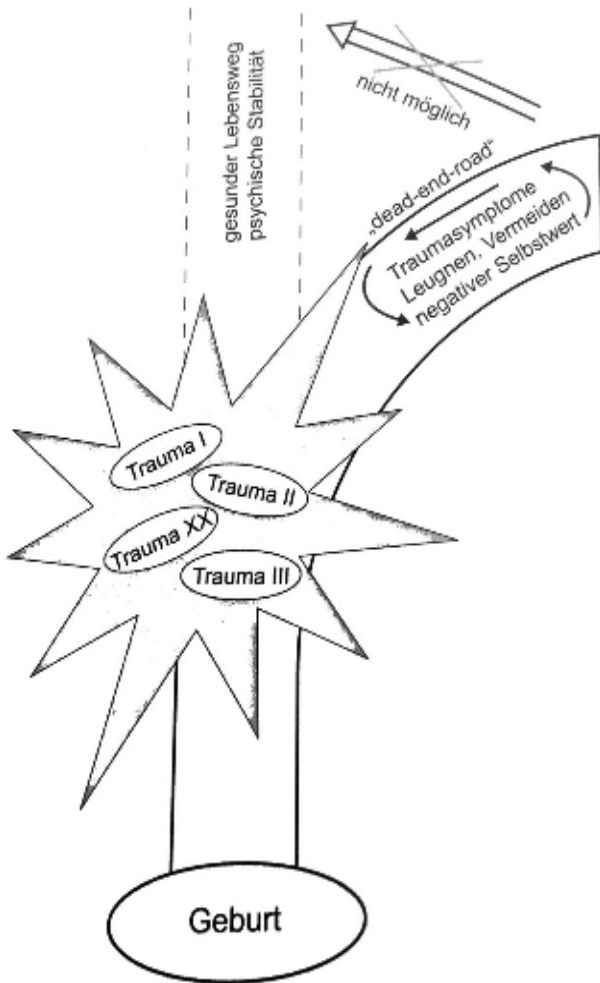 gesunder Lebensweg
psychische Stabilität
nicht möglich
„dead-end-road“
Traumasymptome
Leugnen, Vermeiden
negativer Selbstwert
Trauma I
Trauma II
Trauma XX
Trauma III
Geburt